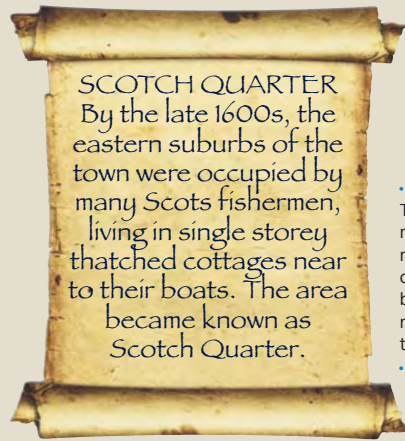 SCOTCH QUARTER
By the late 1600s, the
eastern suburbs of the
town were occupied by
many Scots fishermen,
living in single storey
thatched cottages near
to their boats. The area
became known as
Scotch Quarter.